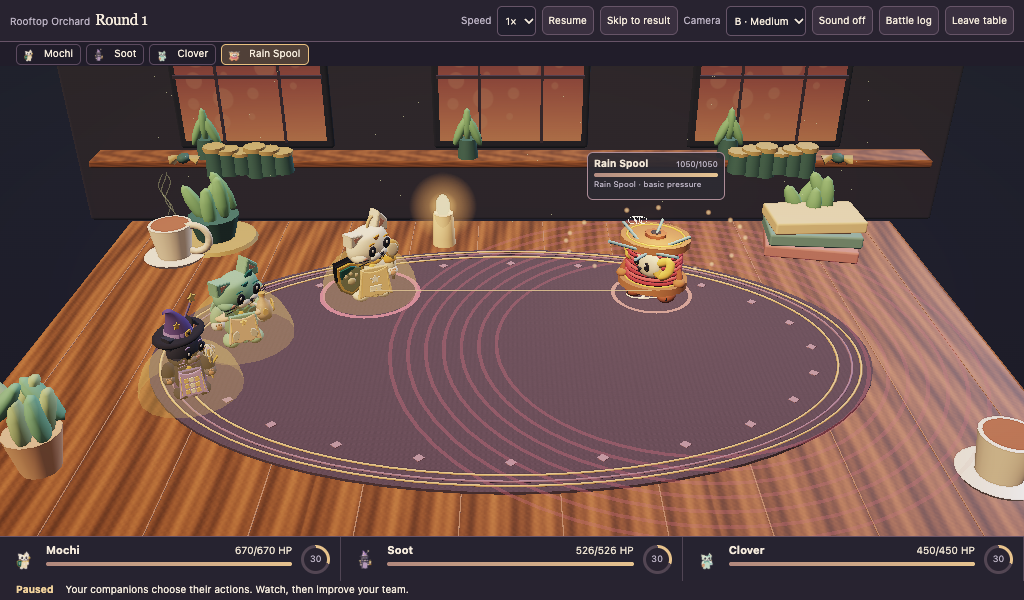 Rooftop Orchard Round 1
Speed 1x Resume Skip to result Camera B · Medium Sound off Battle log Leave table
Mochi Soot Clover Rain Spool
Rain Spool 1050/1050
Rain Spool · basic pressure
Mochi 670/670 HP 30
Soot 526/526 HP 30
Clover 450/450 HP 30
Paused Your companions choose their actions. Watch, then improve your team.